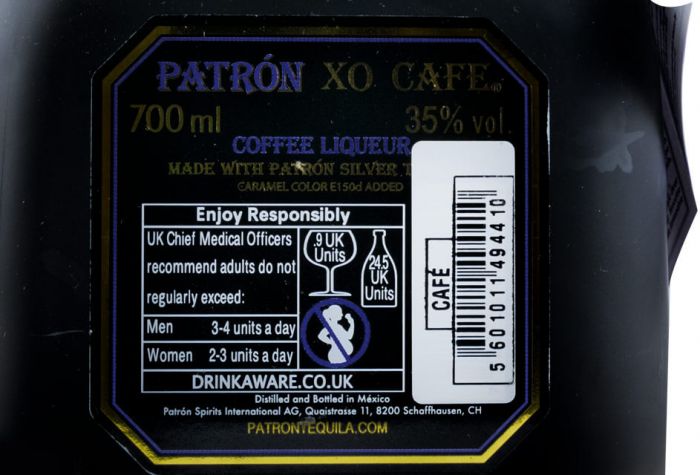 PATRÓN XO CAFE
700 ml 35% vol.
COFFEE LIQUEUR
MADE WITH PATRÓN SILVER T
CARAMEL COLOR E150d ADDED
Enjoy Responsibly
UK Chief Medical Officers
recommend adults do not
regularly exceed:
Men 3-4 units a day
Women 2-3 units a day
.9 UK
Units
24.5
UK
Units
DRINKAWARE.CO.UK
Distilled and Bottled in México
Patrón Spirits International AG, Quaistrasse 11, 8200 Schaffhausen, CH
PATRONTEQUILA.COM
CAFÉ
5601011494410